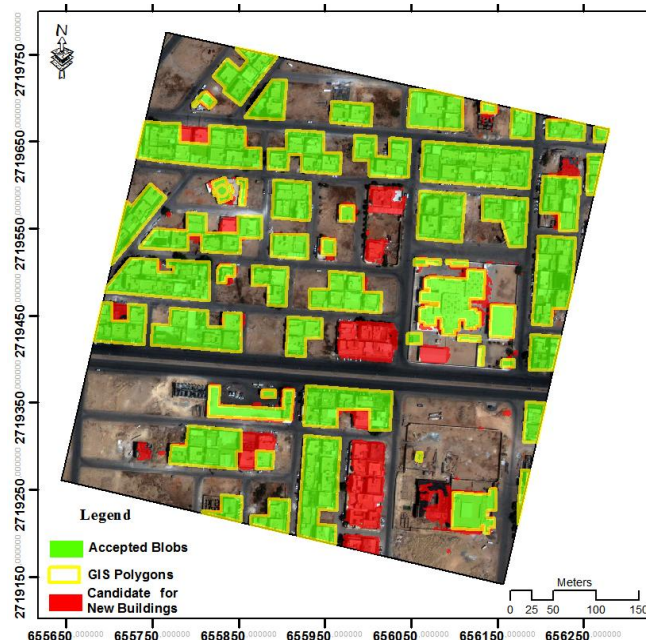 N
2719750.000000
2719650.000000
2719550.000000
2719450.000000
2719350.000000
2719250.000000
2719150.000000
Legend
Accepted Blobs
GIS Polygons
Candidate for
New Buildings
Meters
0 25 50 100 150
6556​50.000000 655750.000000 655850.000000 655950.000000 656050.000000 656150.000000 656250.000000